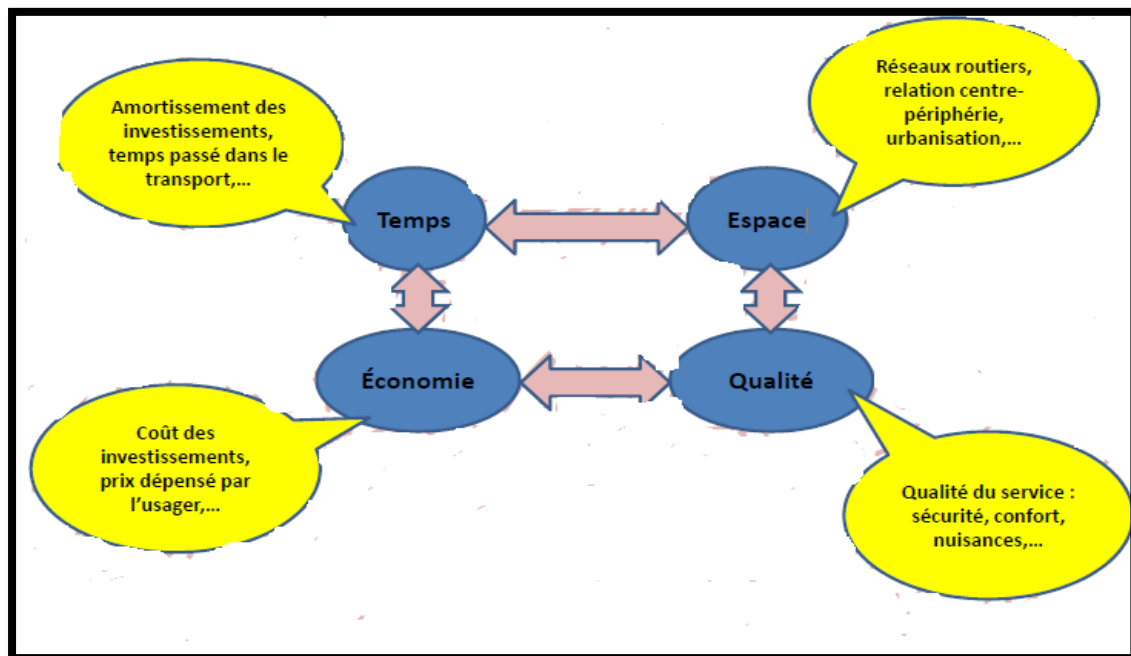 Amortissement des
investissements,
temps passé dans le
transport,...
Réseaux routiers,
relation centre-
périphérie,
urbanisation,...
Temps
Espace
Économie
Qualité
Coût des
investissements,
prix dépensé par
l'usager,...
Qualité du service :
sécurité, confort,
nuisances,...